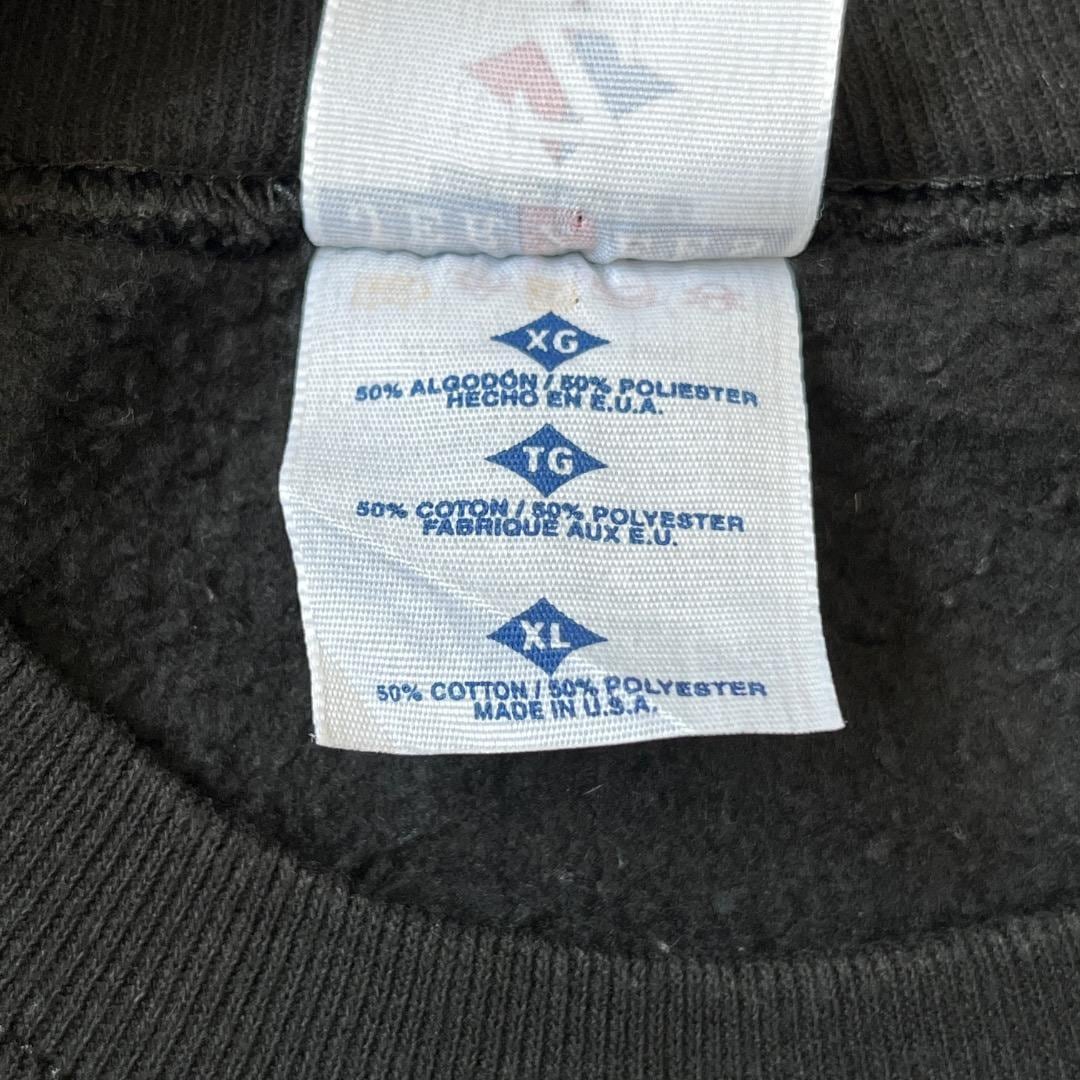 XG
50% ALGODÓN / 50% POLIESTER
HECHO EN E.U.A.
TG
50% COTON / 50% POLYESTER
FABRIQUE AUX E.U.
XL
50% COTTON / 50% POLYESTER
MADE IN U.S.A.